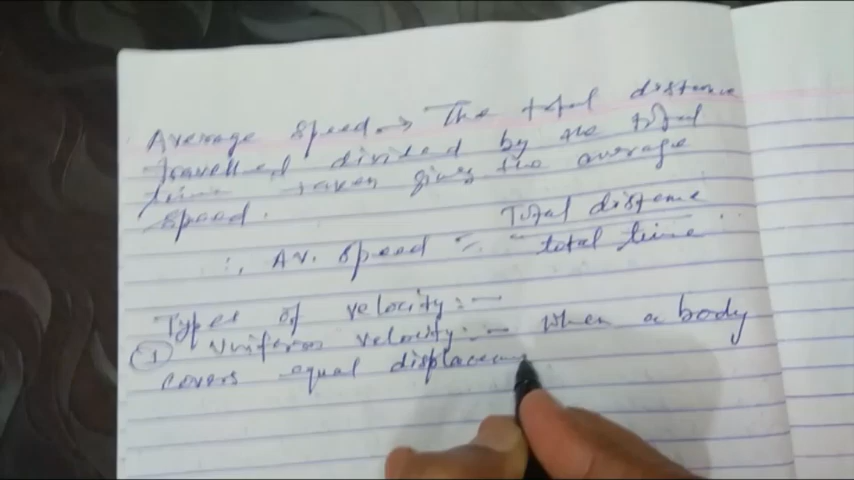 Average speed → The total distance
travelled divided by the total
time taken gives the average
speed.
∴ Av. speed = Total distance
total time
Types of velocity :-
① Uniform velocity :- When a body
covers equal displacem